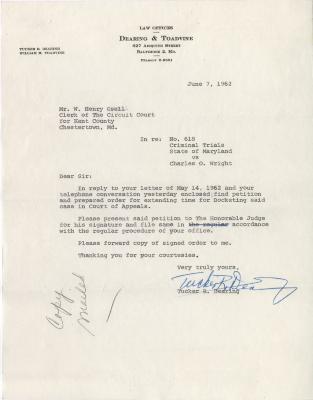 LAW OFFICES
DEARING & TOADVINE
627 ARGONNE STREET
BALTIMORE 2, MD.
TUCKER R. DEARING
WILLIAM H. TOADVINE
June 7, 1962
Mr. W. Henry
Clerk of The Circuit Court
for Kent County
Chestertown, Md.
In re: No. 618
Criminal Trials
State of Maryland
vs
Charles O. Wright
Dear Sir:
In reply to your letter of May 14, 1962 and your
telephone conversation yesterday enclosed find petition
and prepared order for extending time for Docketing said
case in Court of Appeals.
Please present said petition to The Honorable Judge
for his signature and file same in the regular accordance
with the regular procedure of your office.
Please forward copy of signed order to me.
Thanking you for your courtesies.
Very truly yours,
Tucker R. Dearing
Tucker R. Dearing
Copy
Mailed